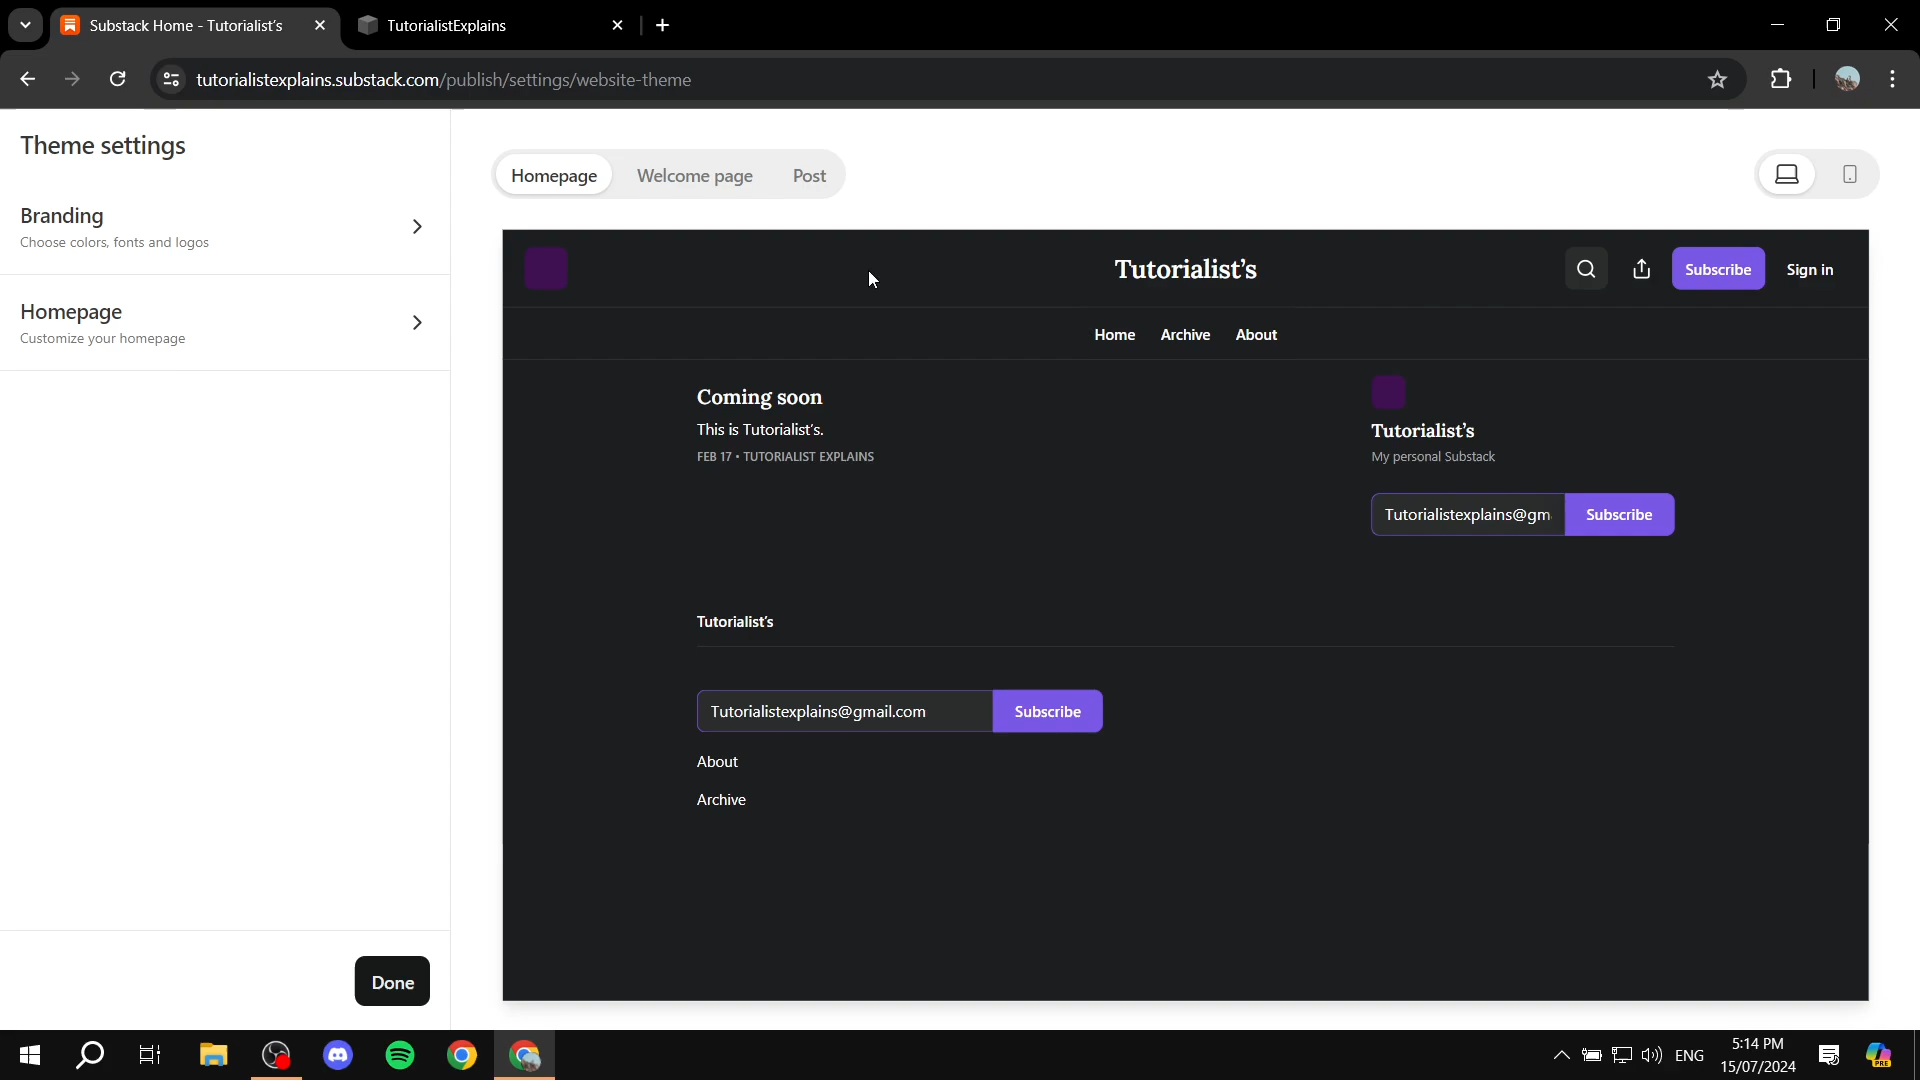 Substack Home - Tutorialist's
TutorialistExplains
tutorialistexplains.substack.com/publish/settings/website-theme
Theme settings
Branding
Choose colors, fonts and logos
Homepage
Customize your homepage
Done
Homepage
Welcome page
Post
Tutorialist's
Subscribe
Sign in
Home
Archive
About
Coming soon
This is Tutorialist's.
FEB 17 • TUTORIALIST EXPLAINS
Tutorialist's
My personal Substack
Tutorialistexplains@gm
Subscribe
Tutorialist's
Tutorialistexplains@gmail.com
Subscribe
About
Archive
ENG
5:14 PM
15/07/2024
PRE